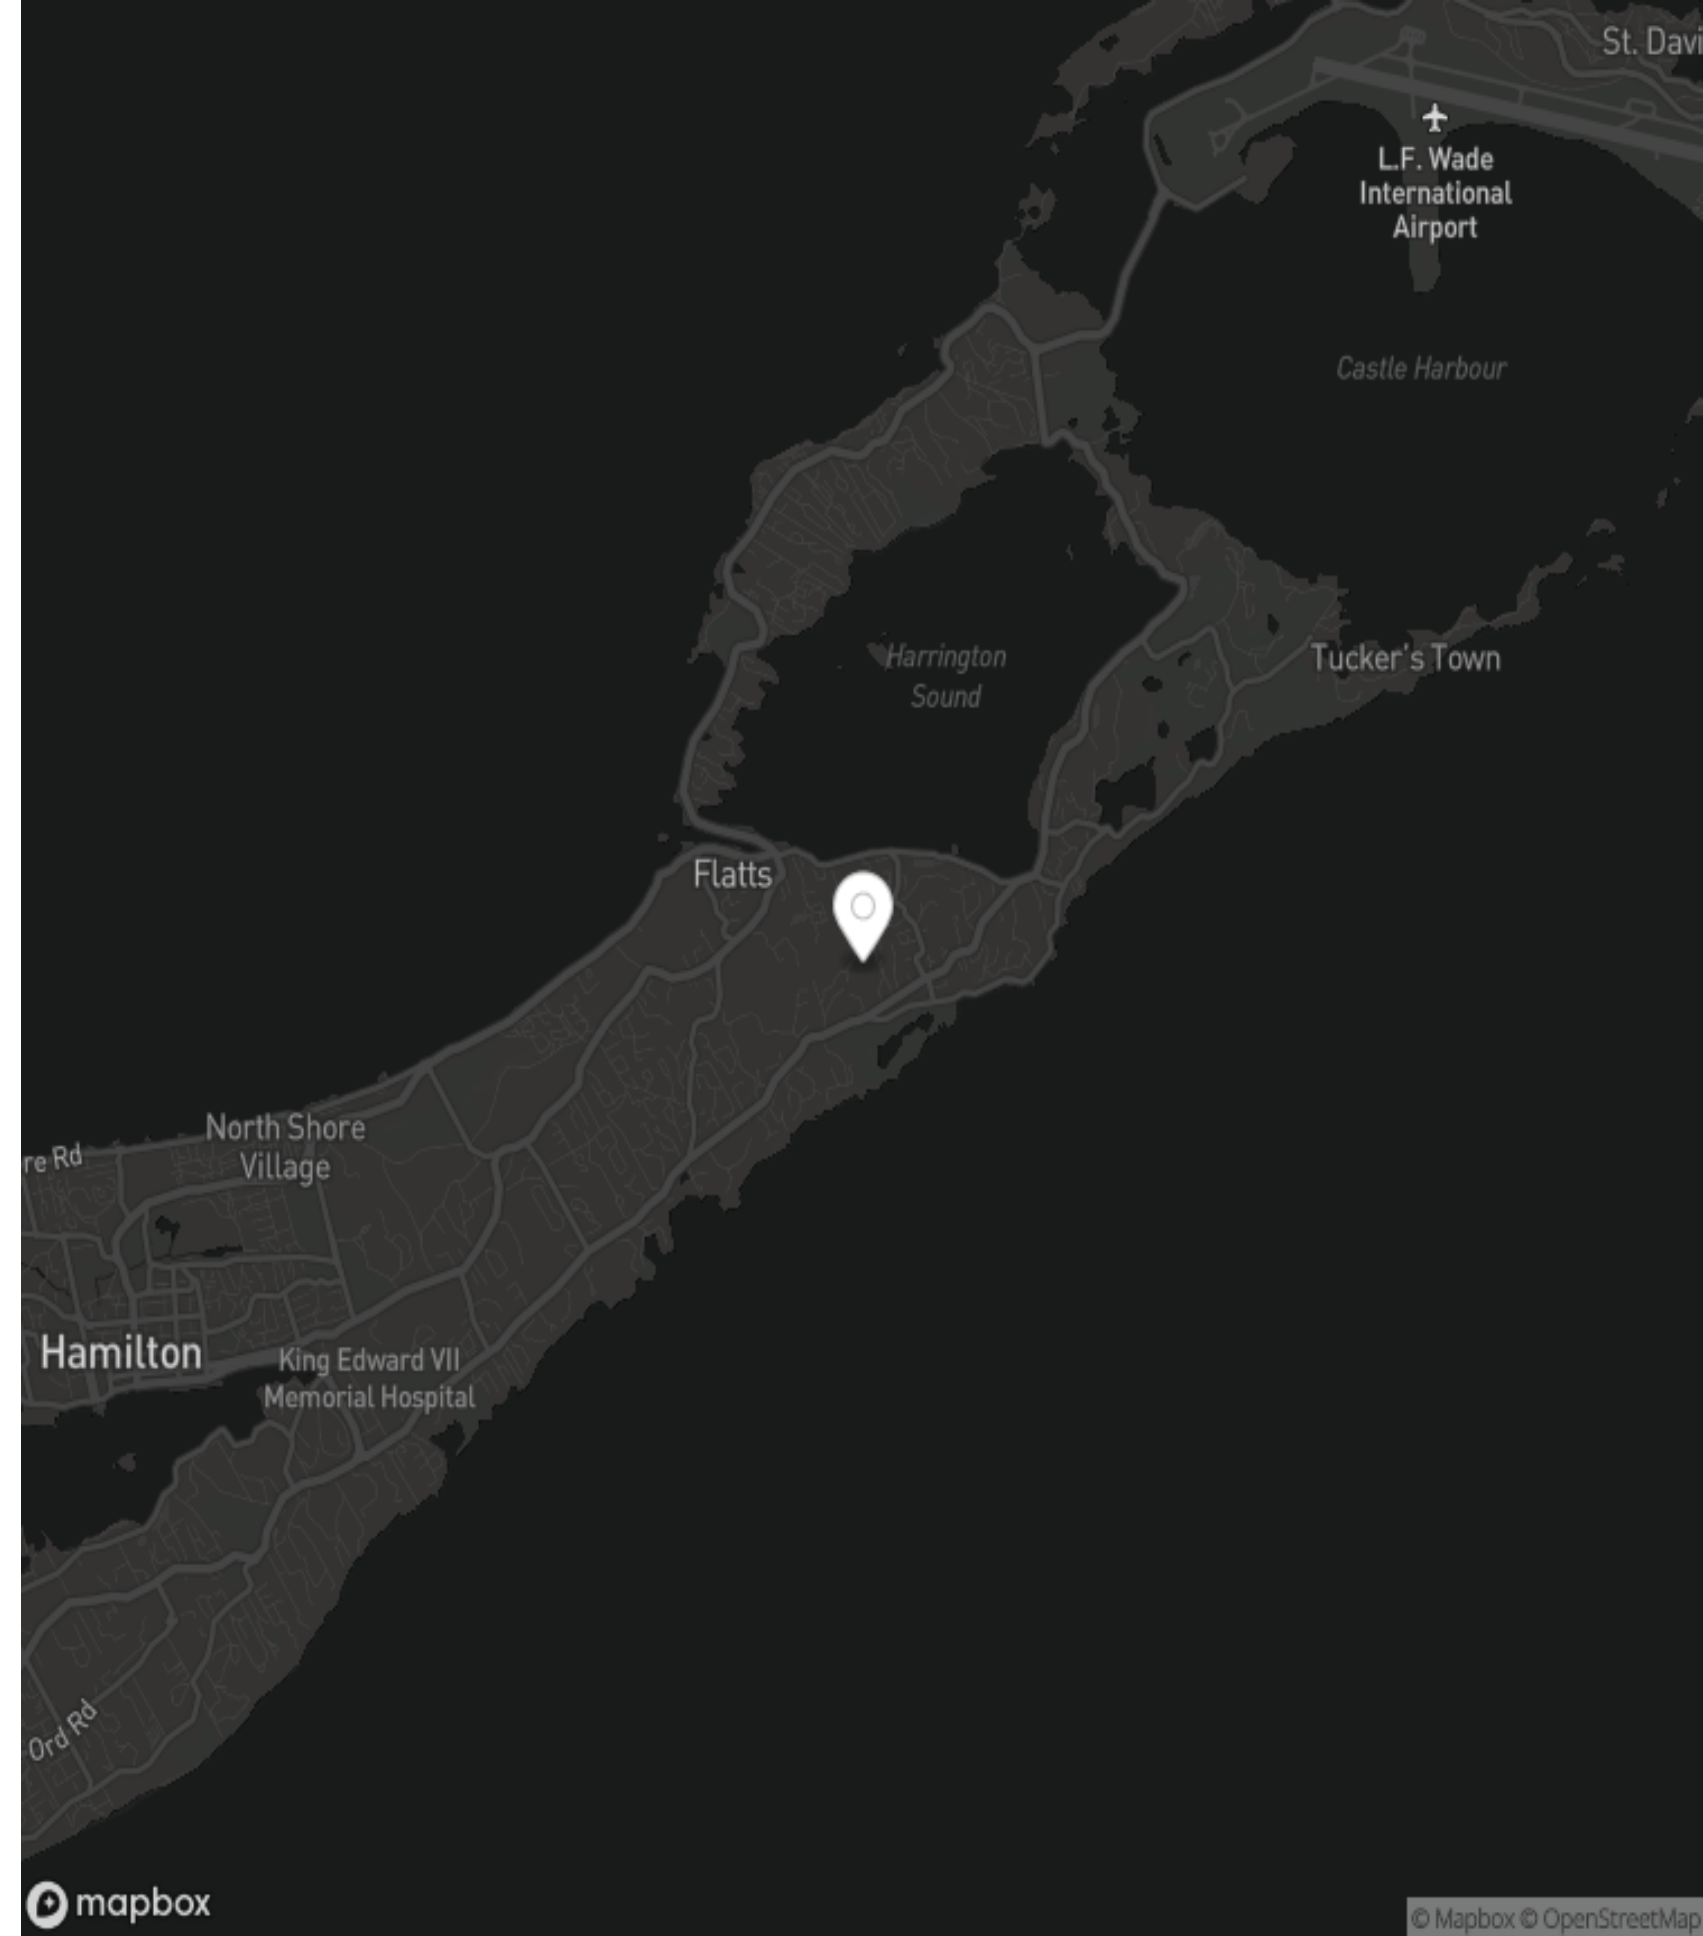 St. Davi
L.F. Wade
International
Airport
Castle Harbour
Harrington
Sound
Tucker's Town
Flatts
North Shore
Village
re Rd
Hamilton
King Edward VII
Memorial Hospital
Ord Rd
mapbox
© Mapbox © OpenStreetMap